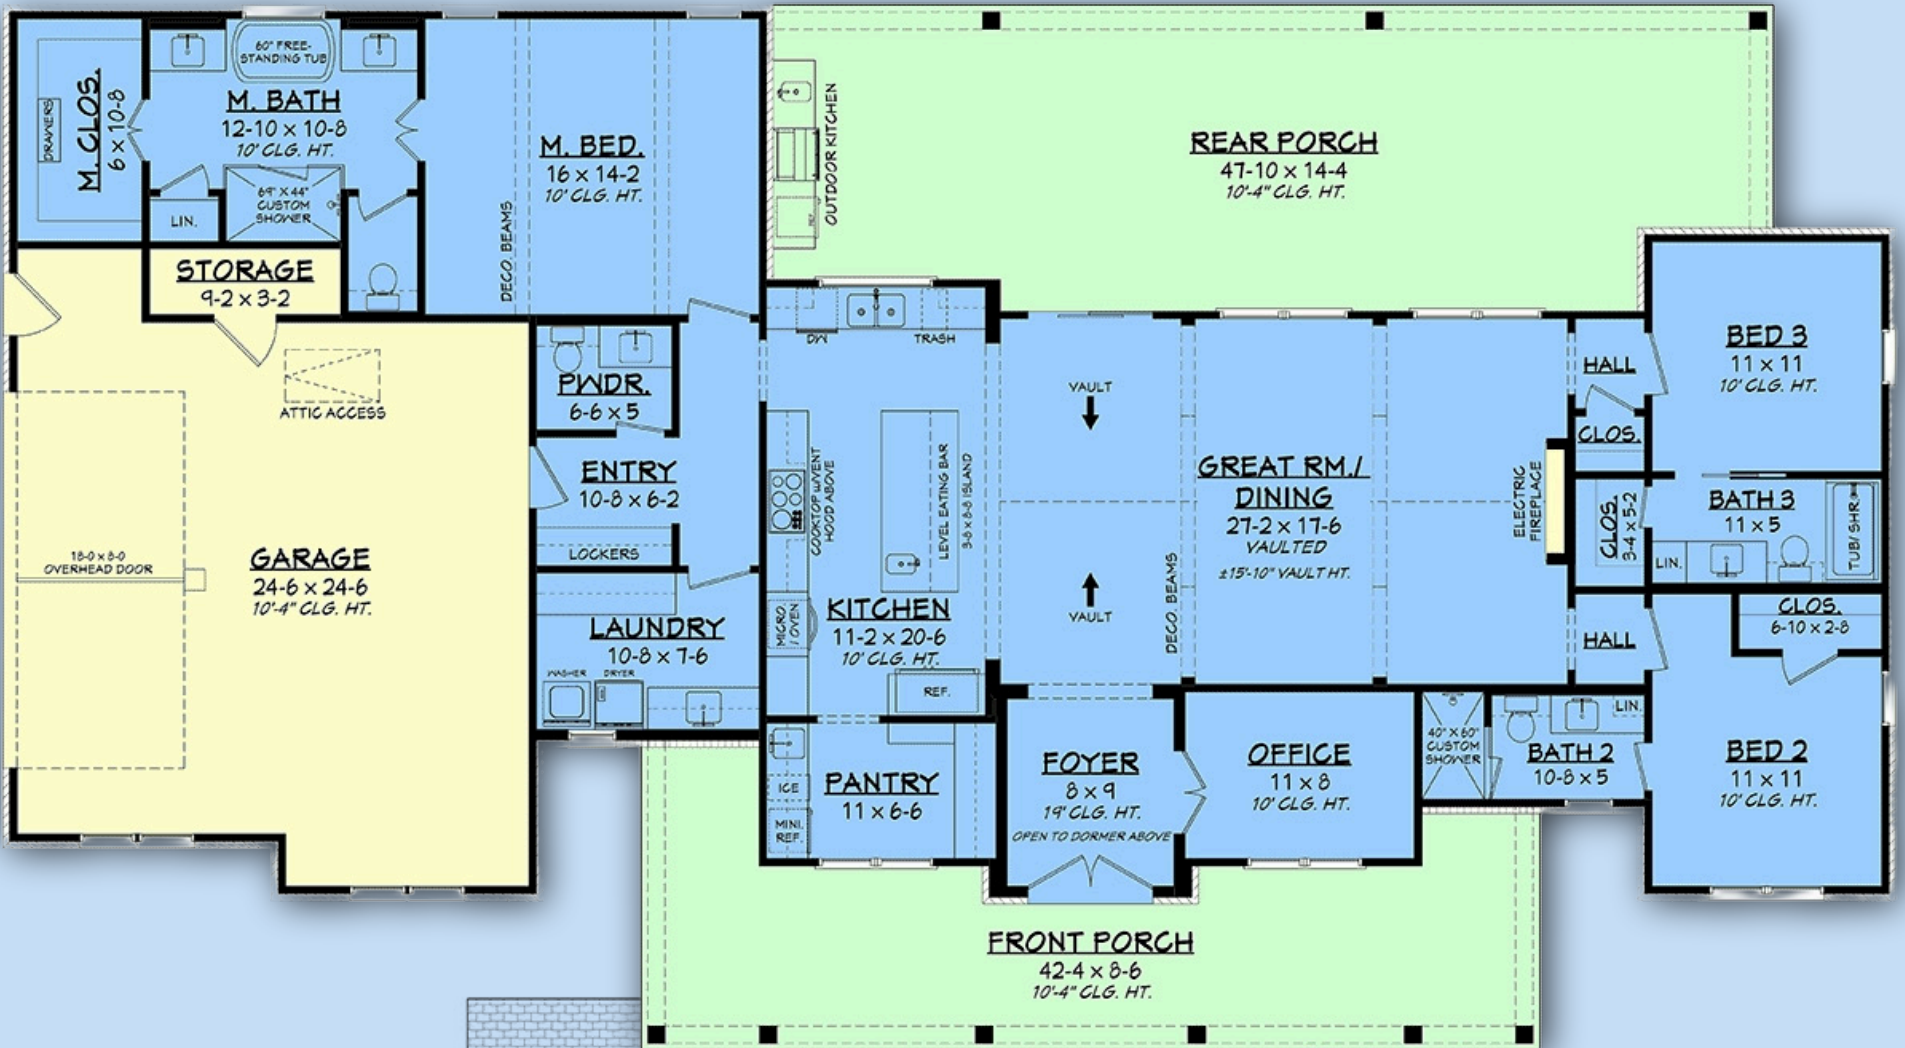 M. CLOS.
6 x 10-8
DRAWERS
60" FREE-
STANDING TUB
M. BATH
12-10 x 10-8
10' CLG. HT.
LIN.
69" X 44"
CUSTOM
SHOWER
M. BED.
16 x 14-2
10' CLG. HT.
DECO. BEAMS
OUTDOOR KITCHEN
REAR PORCH
47-10 x 14-4
10'-4" CLG. HT.
STORAGE
9-2 x 3-2
ATTIC ACCESS
18-0 x 8-0
OVERHEAD DOOR
GARAGE
24-6 x 24-6
10'-4" CLG. HT.
PWDR.
6-6 x 5
ENTRY
10-8 x 6-2
LOCKERS
LAUNDRY
10-8 x 7-6
WASHER
DRYER
DW
TRASH
COOKTOP W/VENT
HOOD ABOVE
LEVEL EATING BAR
3-8 x 8-8 ISLAND
MICRO.
/ OVEN
KITCHEN
11-2 x 20-6
10' CLG. HT.
REF.
PANTRY
11 x 6-6
ICE
MINI.
REF.
VAULT
VAULT
DECO. BEAMS
GREAT RM./
DINING
27-2 x 17-6
VAULTED
±15'-10" VAULT HT.
ELECTRIC
FIREPLACE
FOYER
8 x 9
19' CLG. HT.
OPEN TO DORMER ABOVE
OFFICE
11 x 8
10' CLG. HT.
HALL
CLOS.
BED 3
11 x 11
10' CLG. HT.
CLOS.
3-4 x 5-2
BATH 3
11 x 5
LIN.
TUB/ SHR.
HALL
CLOS.
6-10 x 2-8
40" X 60"
CUSTOM
SHOWER
LIN.
BATH 2
10-8 x 5
BED 2
11 x 11
10' CLG. HT.
FRONT PORCH
42-4 x 8-6
10'-4" CLG. HT.